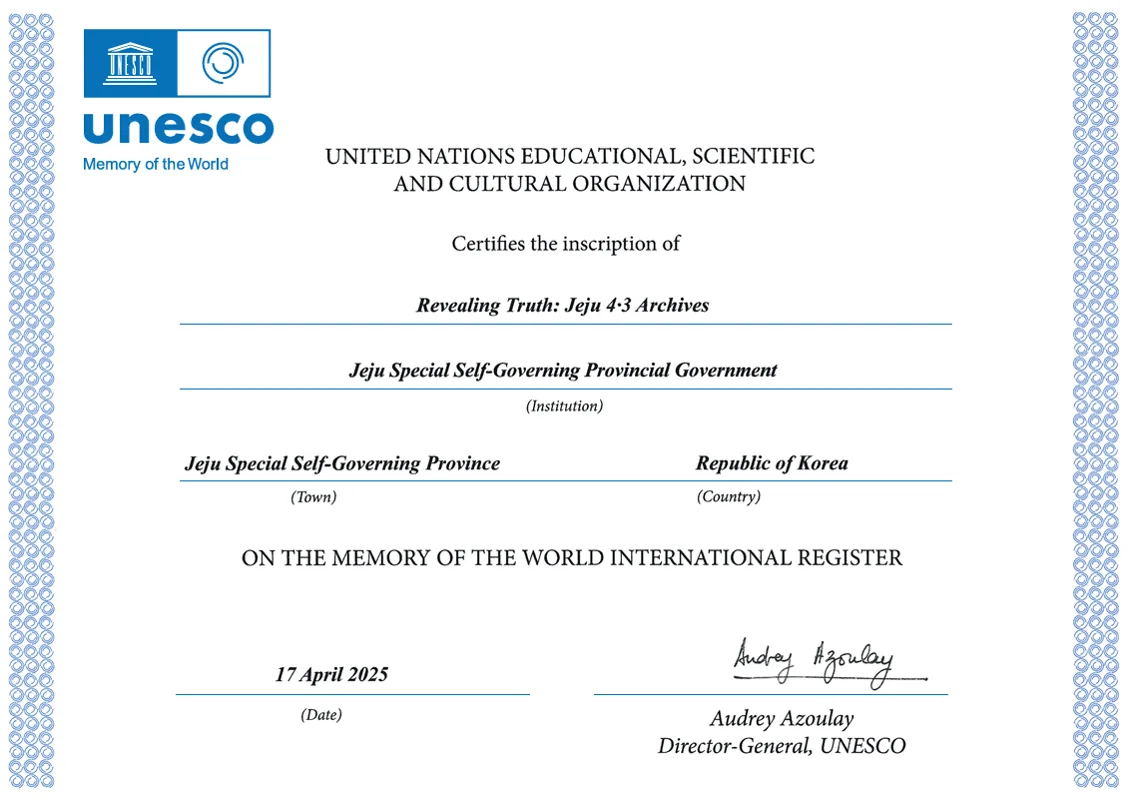 UNESCO
unesco
Memory of the World
UNITED NATIONS EDUCATIONAL, SCIENTIFIC
AND CULTURAL ORGANIZATION
Certifies the inscription of
Revealing Truth: Jeju 4·3 Archives
Jeju Special Self-Governing Provincial Government
(Institution)
Jeju Special Self-Governing Province
Republic of Korea
(Town)
(Country)
ON THE MEMORY OF THE WORLD INTERNATIONAL REGISTER
Audrey Azoulay
17 April 2025
(Date)
Audrey Azoulay
Director-General, UNESCO